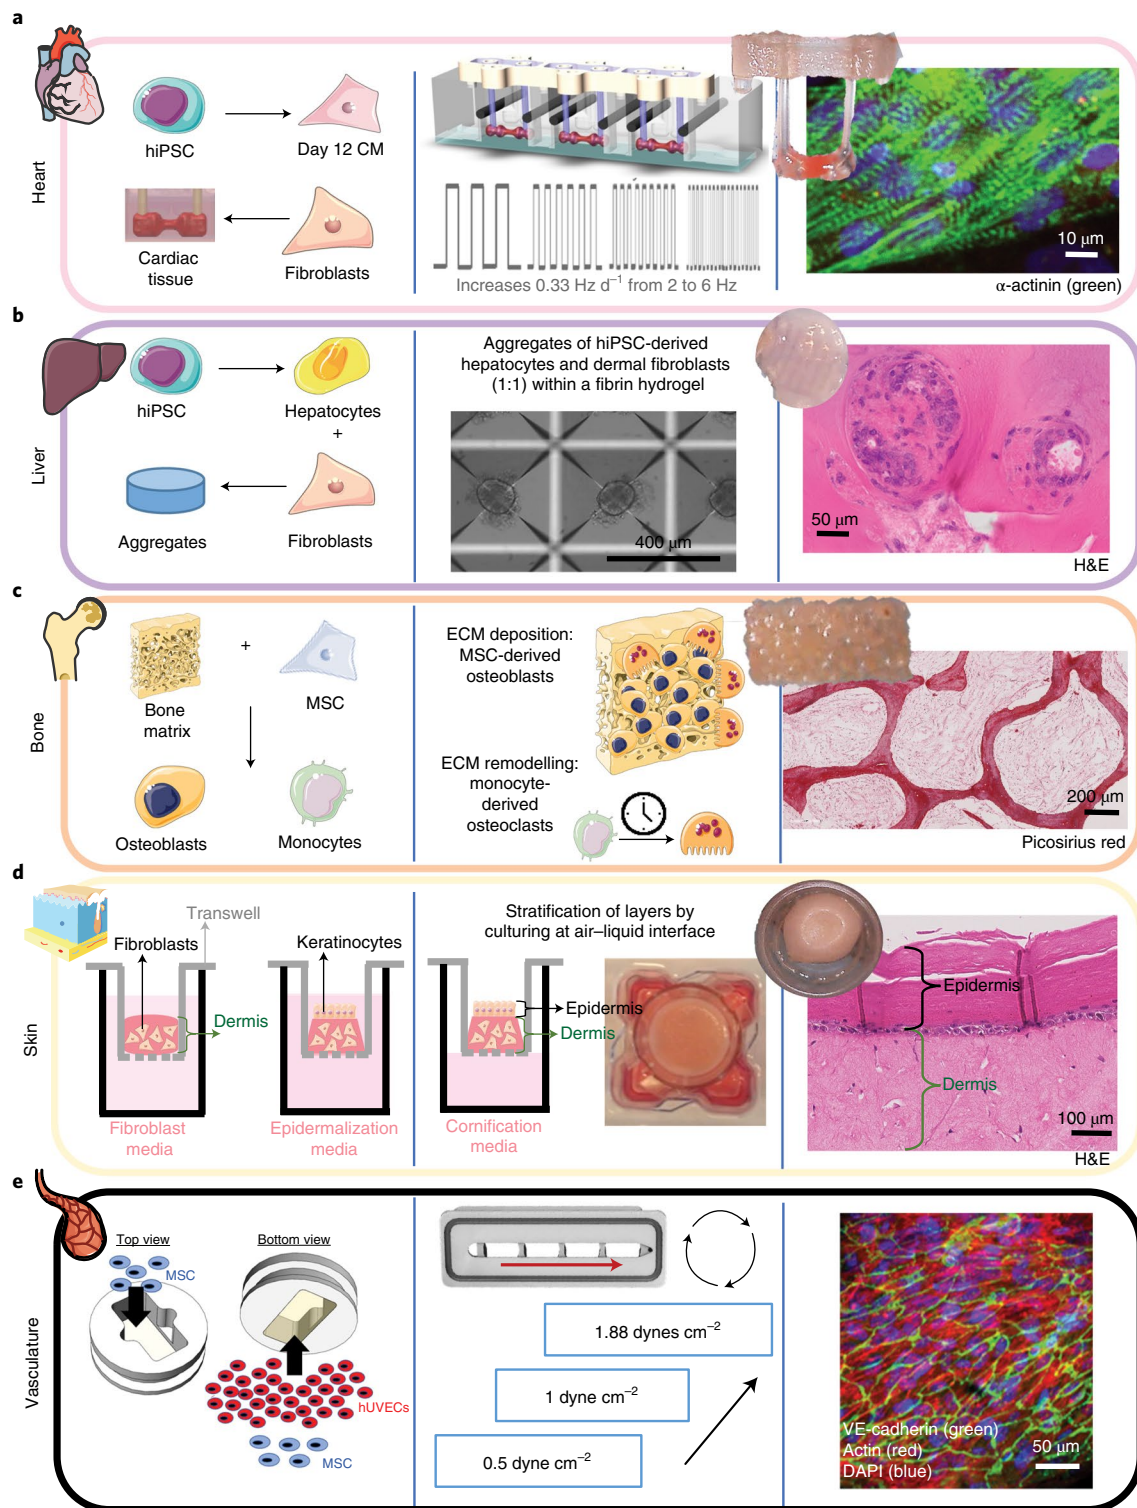 a
Heart
hiPSC
Day 12 CM
Cardiac
tissue
Fibroblasts
Increases 0.33 Hz d⁻¹ from 2 to 6 Hz
10 μm
α-actinin (green)
b
Liver
hiPSC
Hepatocytes
+
Aggregates
Fibroblasts
Aggregates of hiPSC-derived
hepatocytes and dermal fibroblasts
(1:1) within a fibrin hydrogel
400 μm
50 μm
H&E
c
Bone
+
Bone
matrix
MSC
Osteoblasts
Monocytes
ECM deposition:
MSC-derived
osteoblasts
ECM remodelling:
monocyte-
derived
osteoclasts
200 μm
Picosirius red
d
Skin
Transwell
Fibroblasts
Keratinocytes
Dermis
Fibroblast
media
Epidermalization
media
Stratification of layers by
culturing at air–liquid interface
Epidermis
Dermis
Cornification
media
Epidermis
Dermis
100 μm
H&E
e
Vasculature
Top view
MSC
Bottom view
hUVECs
MSC
1.88 dynes cm⁻²
1 dyne cm⁻²
0.5 dyne cm⁻²
VE-cadherin (green)
Actin (red)
DAPI (blue)
50 μm